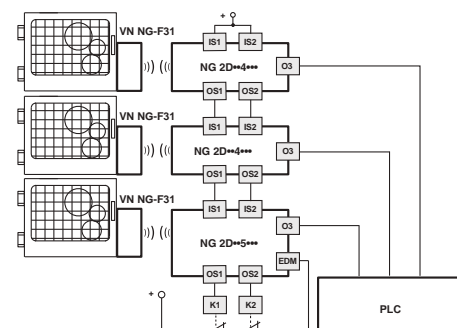 +
VN NG-F31
IS1 IS2
NG 2D••4•••
O3
OS1 OS2
VN NG-F31
IS1 IS2
NG 2D••4•••
O3
OS1 OS2
VN NG-F31
IS1 IS2
O3
NG 2D••5•••
EDM
OS1 OS2
+
K1 K2
PLC